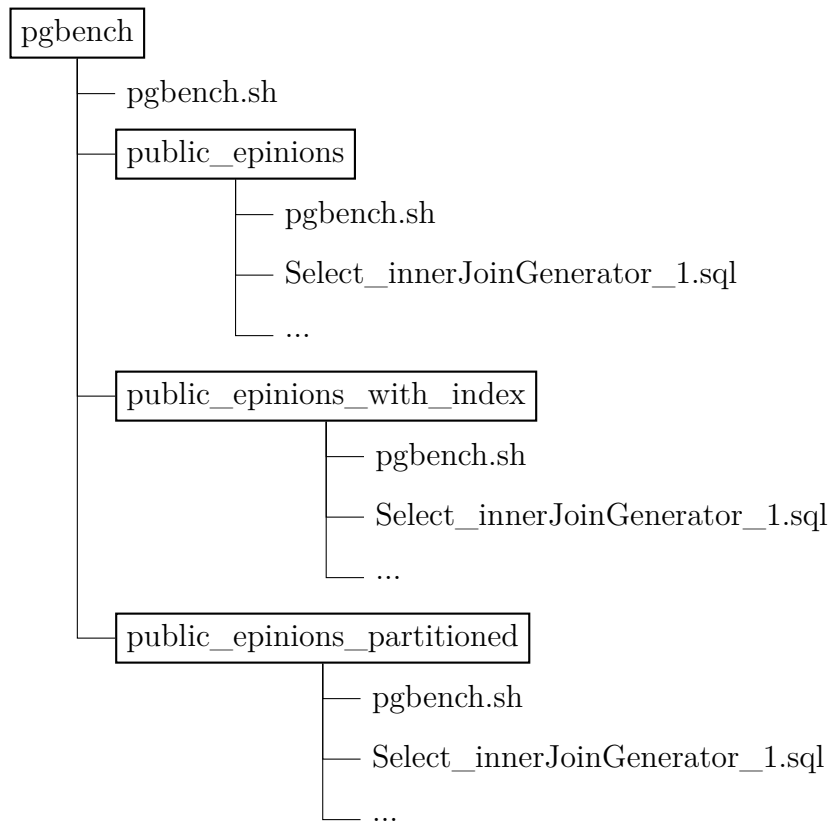 pgbench
pgbench.sh
public_epinions
pgbench.sh
Select_innerJoinGenerator_1.sql
...
public_epinions_with_index
pgbench.sh
Select_innerJoinGenerator_1.sql
...
public_epinions_partitioned
pgbench.sh
Select_innerJoinGenerator_1.sql
...